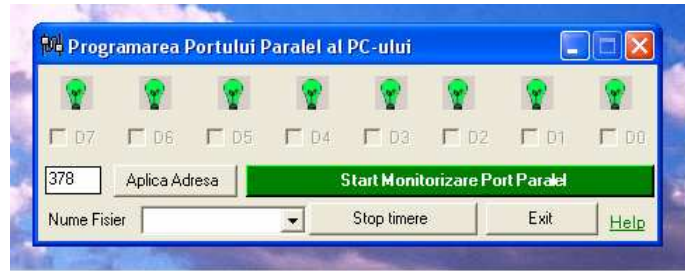 Programarea Portului Paralel al PC-ului
D7 D6 D5 D4 D3 D2 D1 D0
378 Aplica Adresa Start Monitorizare Port Paralel
Nume Fisier Stop timere Exit Help